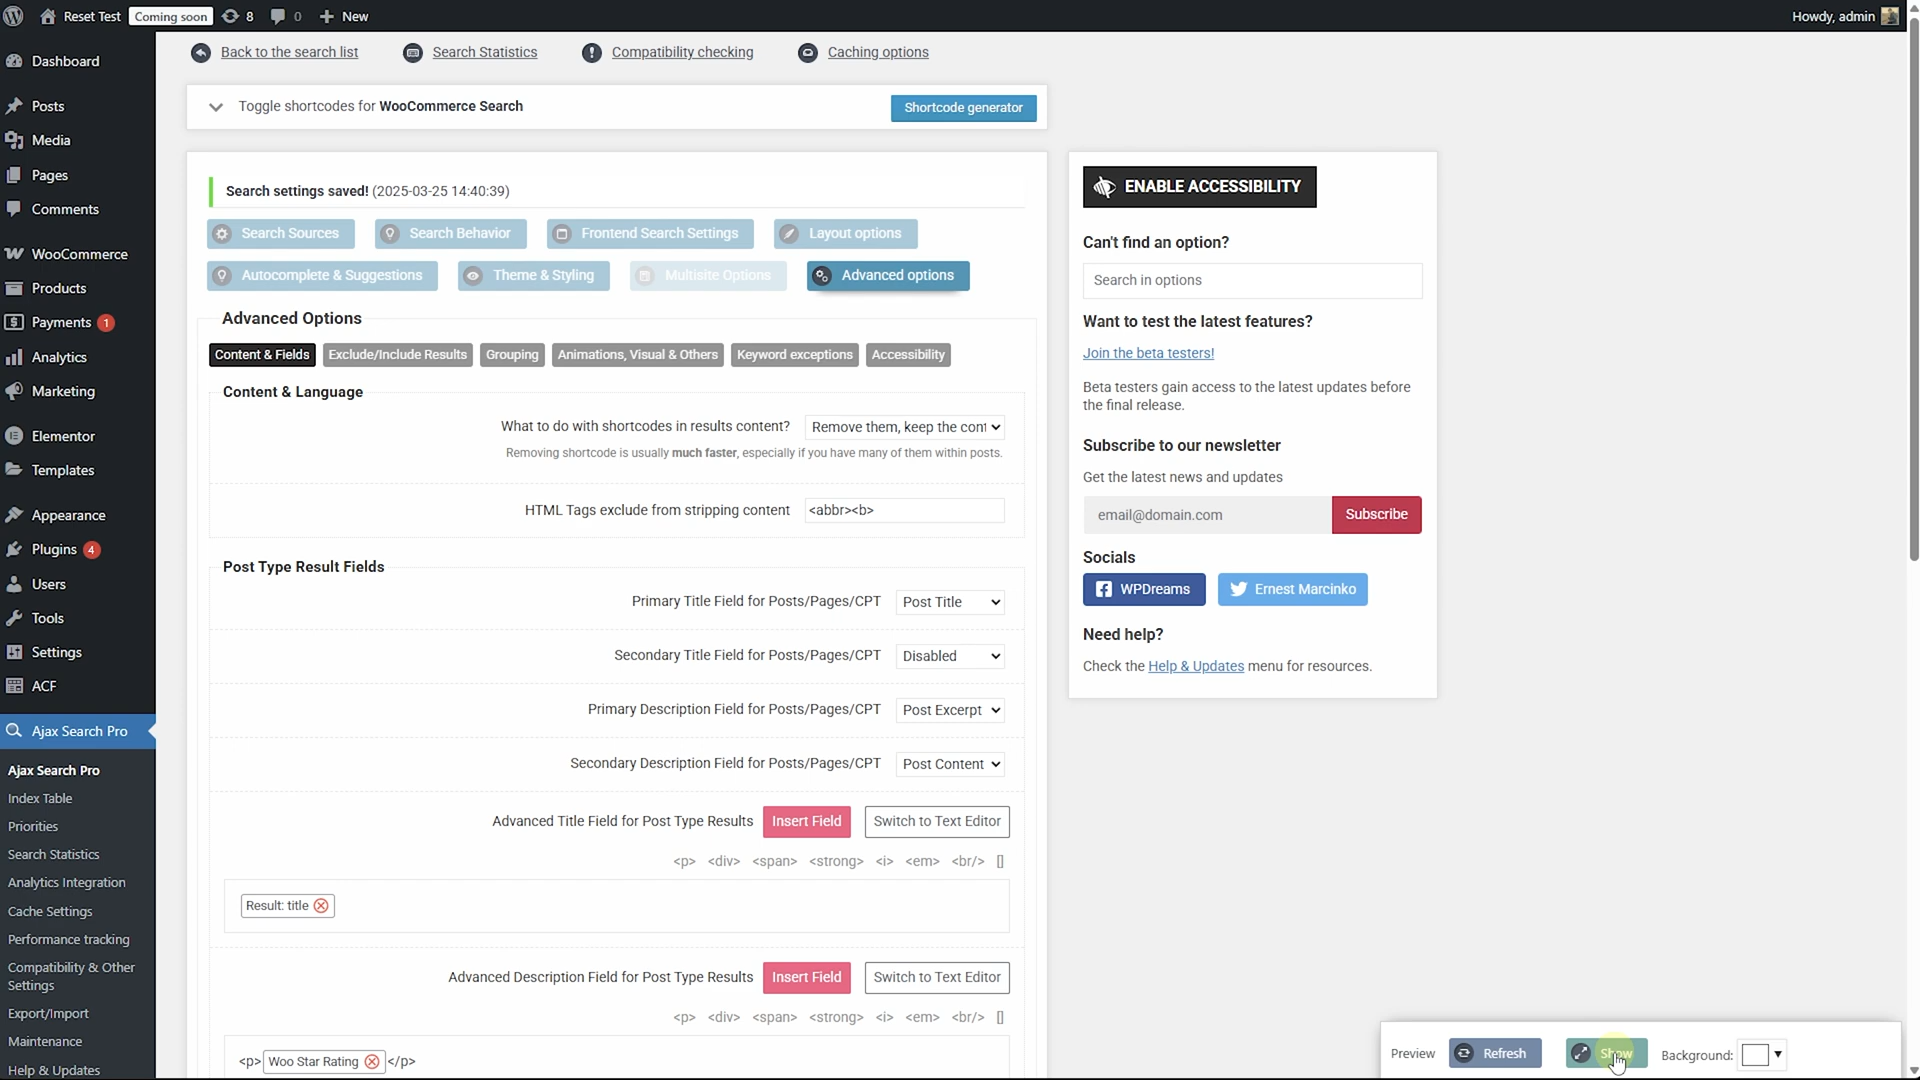 Reset Test
Coming soon
8
0
New
Howdy, admin
Dashboard
Posts
Media
Pages
Comments
WooCommerce
Products
Payments 1
Analytics
Marketing
Elementor
Templates
Appearance
Plugins 4
Users
Tools
Settings
ACF
Ajax Search Pro
Ajax Search Pro
Index Table
Priorities
Search Statistics
Analytics Integration
Cache Settings
Performance tracking
Compatibility & Other
Settings
Export/Import
Maintenance
Help & Updates
Back to the search list
Search Statistics
Compatibility checking
Caching options
Toggle shortcodes for WooCommerce Search
Shortcode generator
Search settings saved! (2025-03-25 14:40:39)
Search Sources
Search Behavior
Frontend Search Settings
Layout options
Autocomplete & Suggestions
Theme & Styling
Multisite Options
Advanced options
Advanced Options
Content & Fields
Exclude/Include Results
Grouping
Animations, Visual & Others
Keyword exceptions
Accessibility
Content & Language
What to do with shortcodes in results content?
Remove them, keep the cont
Removing shortcode is usually much faster, especially if you have many of them within posts.
HTML Tags exclude from stripping content
<abbr><b>
Post Type Result Fields
Primary Title Field for Posts/Pages/CPT
Post Title
Secondary Title Field for Posts/Pages/CPT
Disabled
Primary Description Field for Posts/Pages/CPT
Post Excerpt
Secondary Description Field for Posts/Pages/CPT
Post Content
Advanced Title Field for Post Type Results
Insert Field
Switch to Text Editor
<p> <div> <span> <strong> <i> <em> <br/> []
Result: title
Advanced Description Field for Post Type Results
Insert Field
Switch to Text Editor
<p> <div> <span> <strong> <i> <em> <br/> []
<p> Woo Star Rating </p>
ENABLE ACCESSIBILITY
Can't find an option?
Search in options
Want to test the latest features?
Join the beta testers!
Beta testers gain access to the latest updates before
the final release.
Subscribe to our newsletter
Get the latest news and updates
email@domain.com
Subscribe
Socials
WPDreams
Ernest Marcinko
Need help?
Check the Help & Updates menu for resources.
Preview
Refresh
Show
Background: